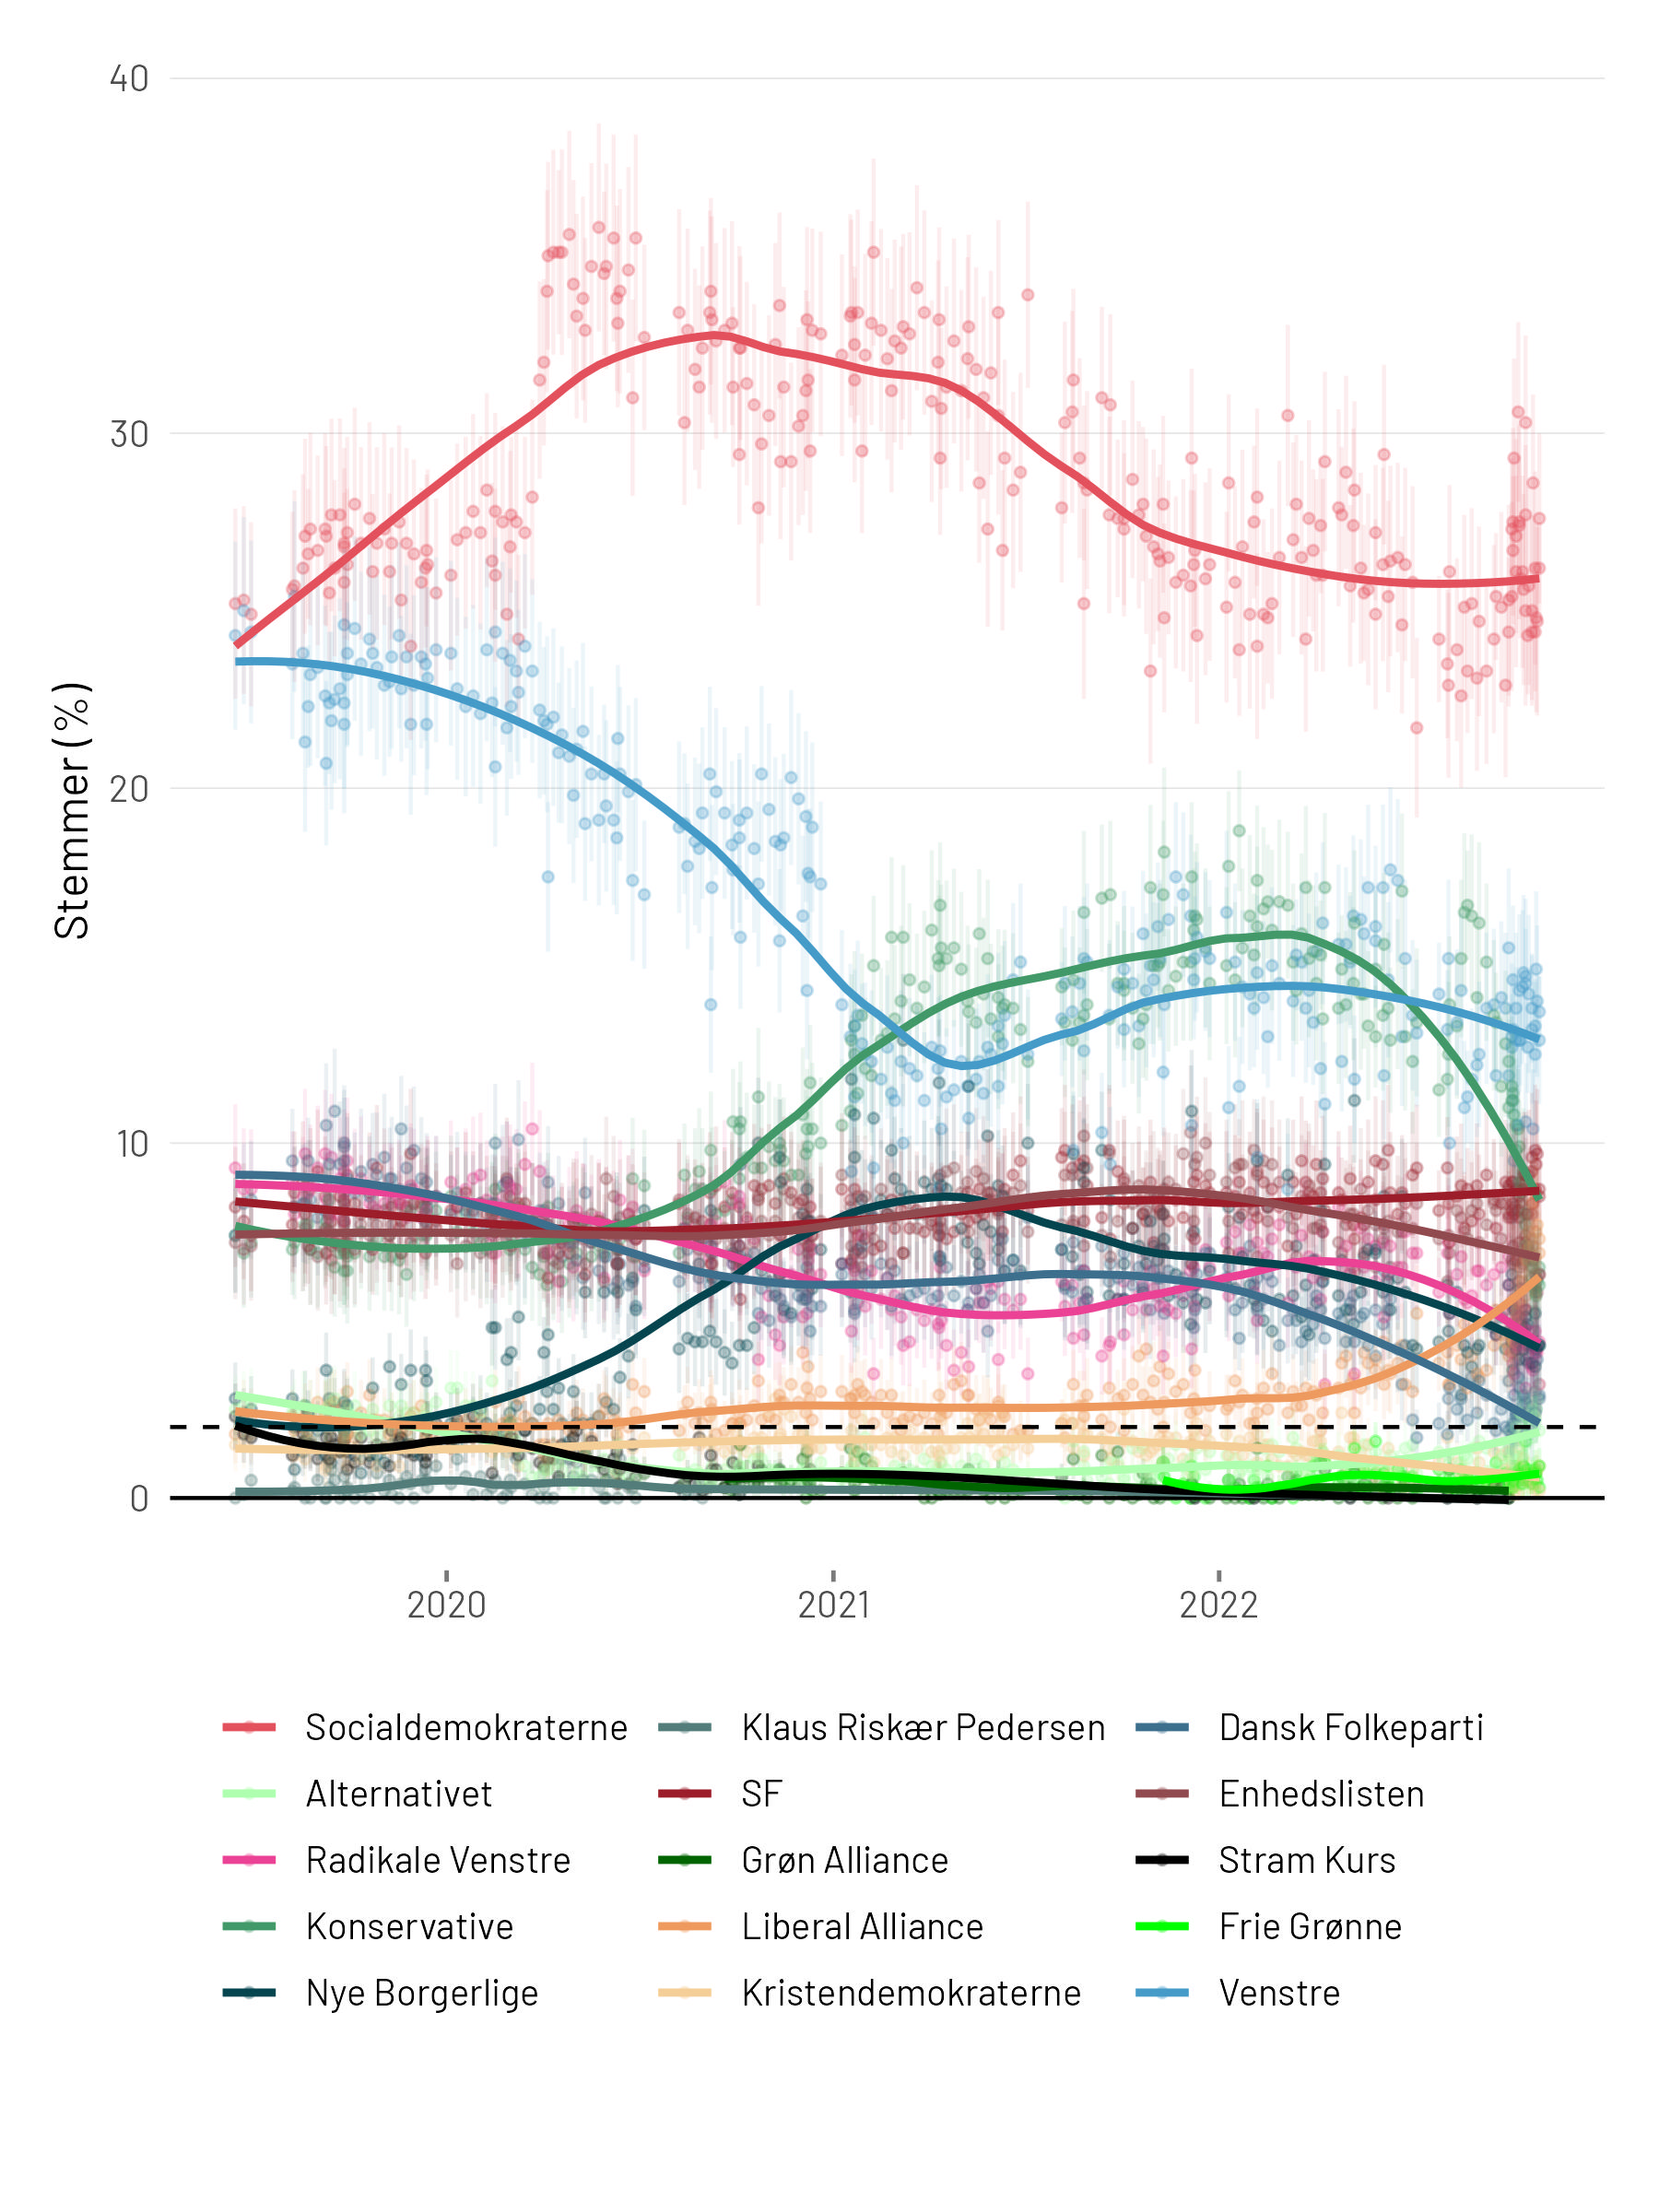 40
30
20
10
0
Stemmer (%)
2020 2021 2022
Socialdemokraterne Klaus Riskær Pedersen Dansk Folkeparti
Alternativet SF Enhedslisten
Radikale Venstre Grøn Alliance Stram Kurs
Konservative Liberal Alliance Frie Grønne
Nye Borgerlige Kristendemokraterne Venstre